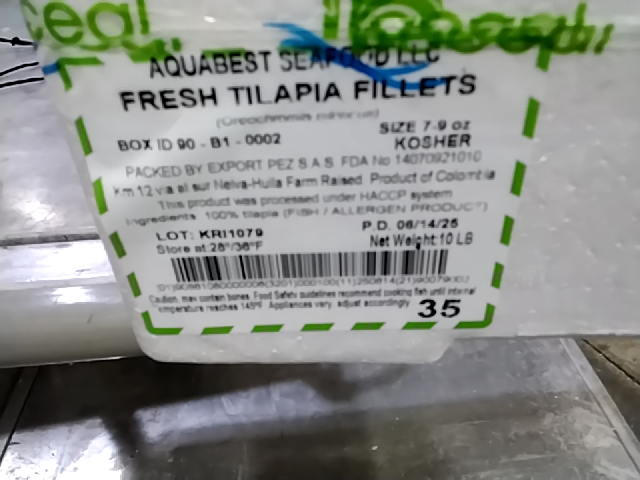 AQUABEST SEAFOOD LLC
FRESH TILAPIA FILLETS
BOX ID 90 - B1 - 0002
SIZE 7-9 oz
KOSHER
PACKED BY EXPORT PEZ S.A.S. FDA No 14070921010
Km 12 via al sur Neiva-Huila Farm Raised. Product of Colombia
This product was processed under HACCP system
Ingredients: 100% tilapia (FISH / ALLERGEN PRODUCT)
LOT: KRI1079
P.D. 08/14/25
Store at:28°/36°F
Net Weight:10 LB
Caution, may contain bones. Food Safety guidelines recommend cooking fish until internal
temperature reaches 145°F. Appliances vary, adjust accordingly.
35